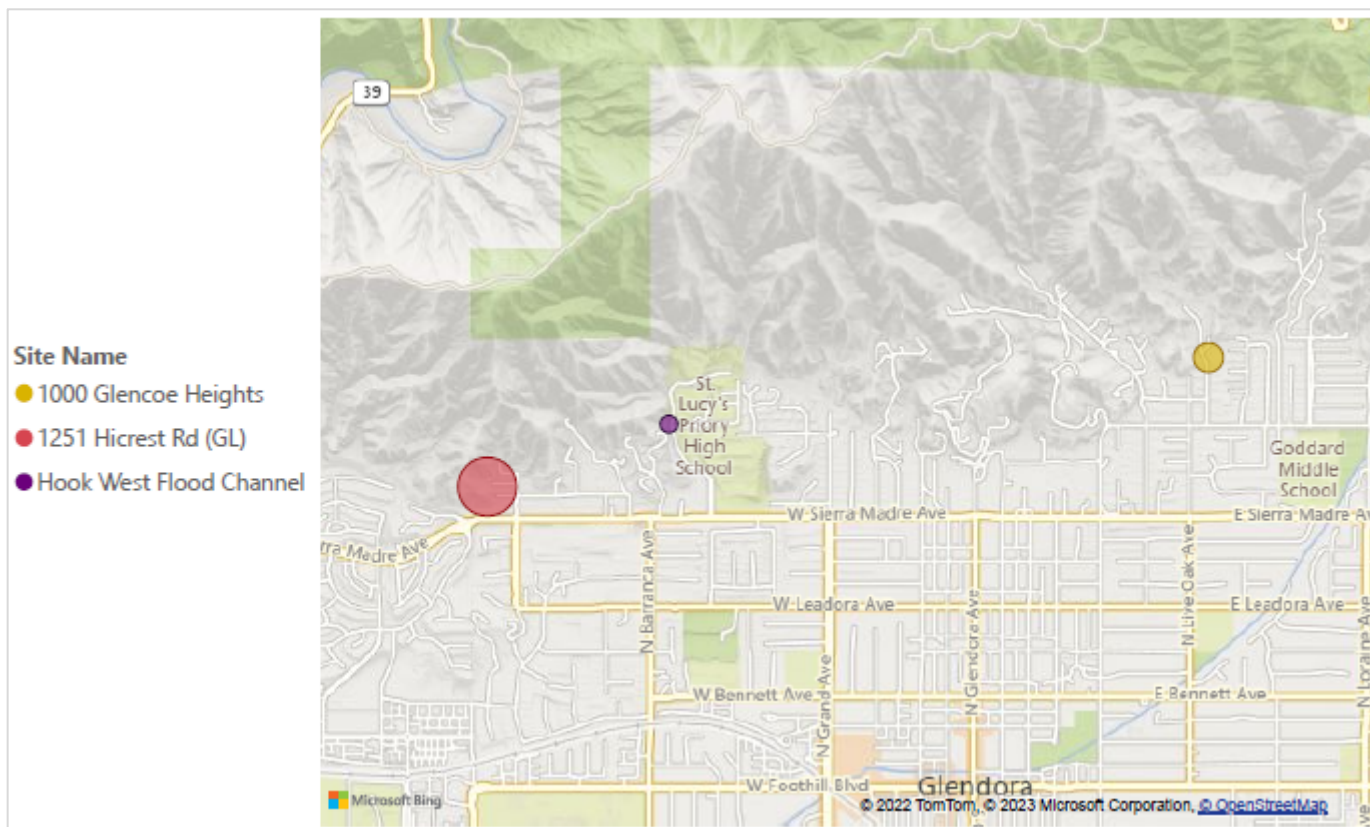 39
Site Name
1000 Glencoe Heights
1251 Hicrest Rd (GL)
Hook West Flood Channel
St.
Lucy's
Priory
High
School
Goddard
Middle
School
W Sierra Madre Ave
E Sierra Madre Av
rra Madre Ave
N Barranca Ave
N Live Oak Ave
W Leadora Ave
E Leadora Ave
N Glendora Ave
N Grand Ave
N Lorain Ave
W Bennett Ave
E Bennett Ave
W Foothill Blvd
Glendora
Microsoft Bing
© 2022 TomTom, © 2023 Microsoft Corporation, © OpenStreetMap